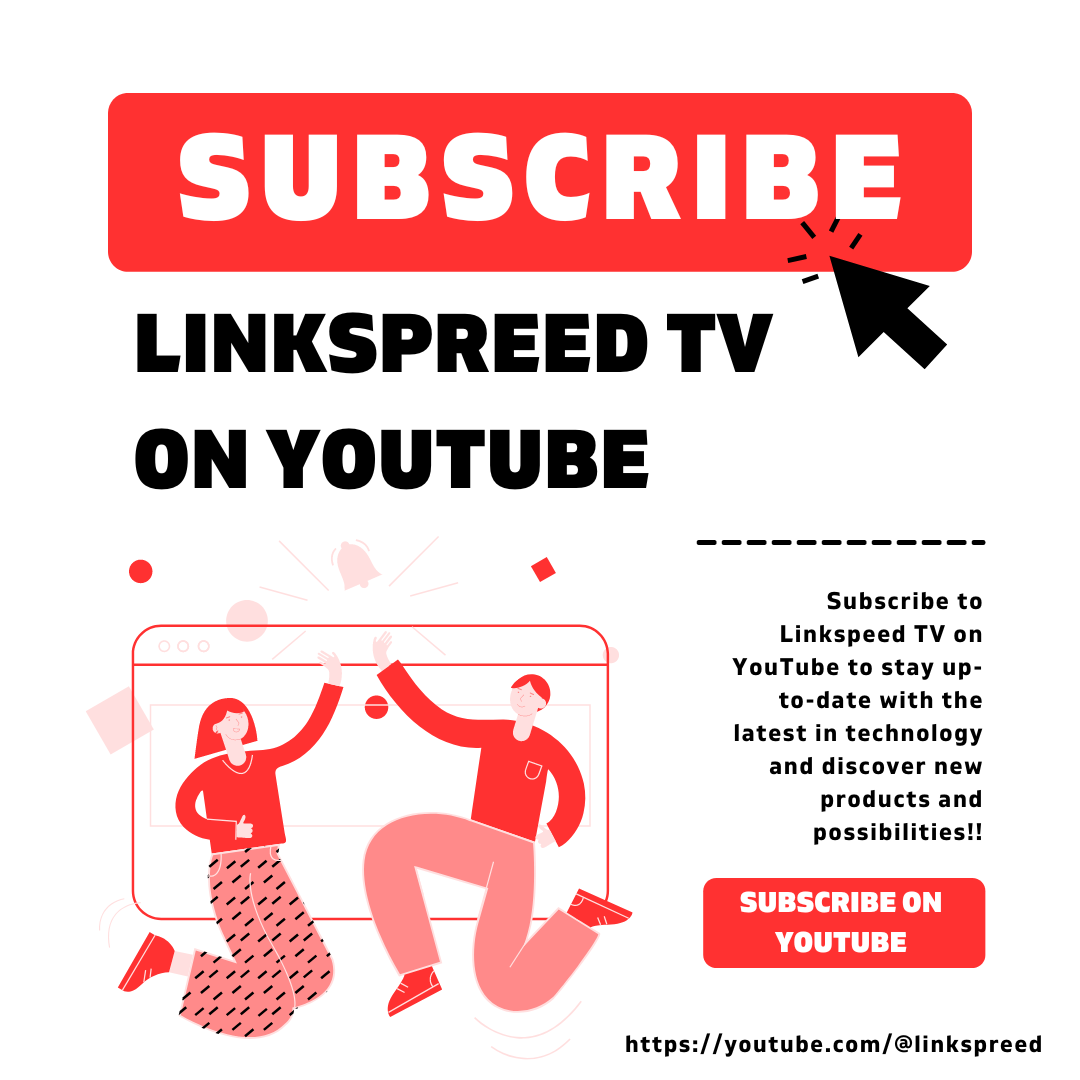 SUBSCRIBE
LINKSPREED TV
ON YOUTUBE
Subscribe to
Linkspeed TV on
YouTube to stay up-
to-date with the
latest in technology
and discover new
products and
possibilities!!
SUBSCRIBE ON
YOUTUBE
https://youtube.com/@linkspreed